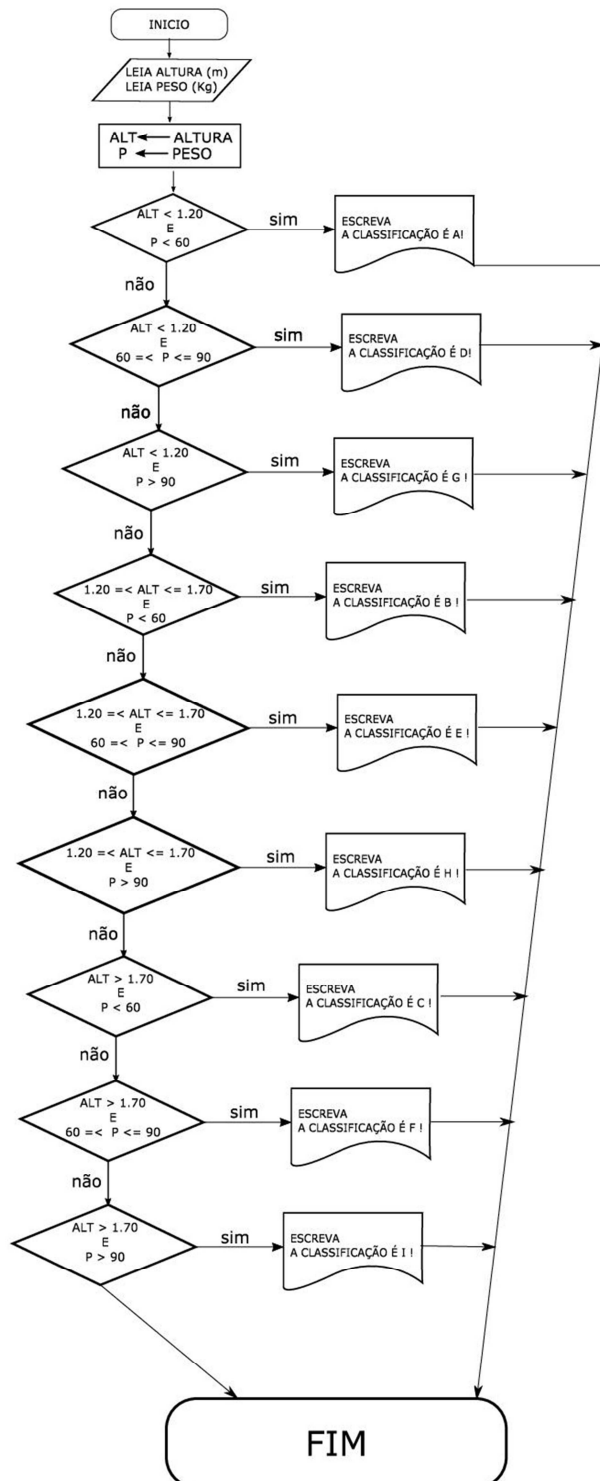 INICIO
LEIA ALTURA (m)
LEIA PESO (Kg)
ALT ALTURA
P PESO
ALT < 1.20
E
P < 60
sim
ESCREVA
A CLASSIFICAÇÃO É A!
não
ALT < 1.20
E
60 =< P <= 90
sim
ESCREVA
A CLASSIFICAÇÃO É D!
não
ALT < 1.20
E
P > 90
sim
ESCREVA
A CLASSIFICAÇÃO É G !
não
1.20 =< ALT <= 1.70
E
P < 60
sim
ESCREVA
A CLASSIFICAÇÃO É B !
não
1.20 =< ALT <= 1.70
E
60 =< P <= 90
sim
ESCREVA
A CLASSIFICAÇÃO É E !
não
1.20 =< ALT <= 1.70
E
P > 90
sim
ESCREVA
A CLASSIFICAÇÃO É H !
não
ALT > 1.70
E
P < 60
sim
ESCREVA
A CLASSIFICAÇÃO É C !
não
ALT > 1.70
E
60 =< P <= 90
sim
ESCREVA
A CLASSIFICAÇÃO É F !
não
ALT > 1.70
E
P > 90
sim
ESCREVA
A CLASSIFICAÇÃO É I !
FIM